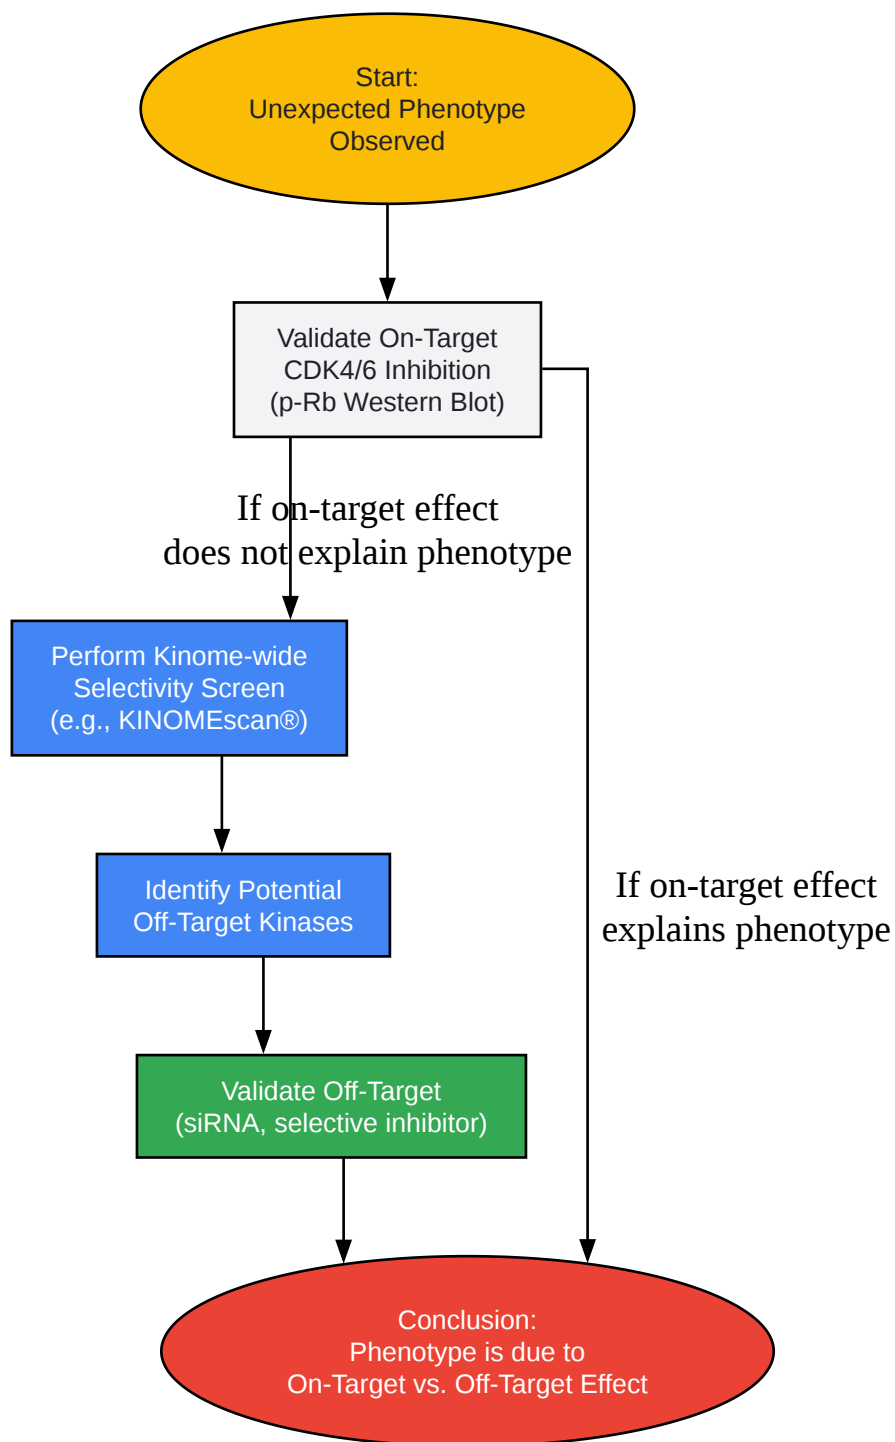 Start:
Unexpected Phenotype
Observed
Validate On-Target
CDK4/6 Inhibition
(p-Rb Western Blot)
If on-target effect
does not explain phenotype
Perform Kinome-wide
Selectivity Screen
(e.g., KINOMEscan®)
Identify Potential
Off-Target Kinases
If on-target effect
explains phenotype
Validate Off-Target
(siRNA, selective inhibitor)
Conclusion:
Phenotype is due to
On-Target vs. Off-Target Effect